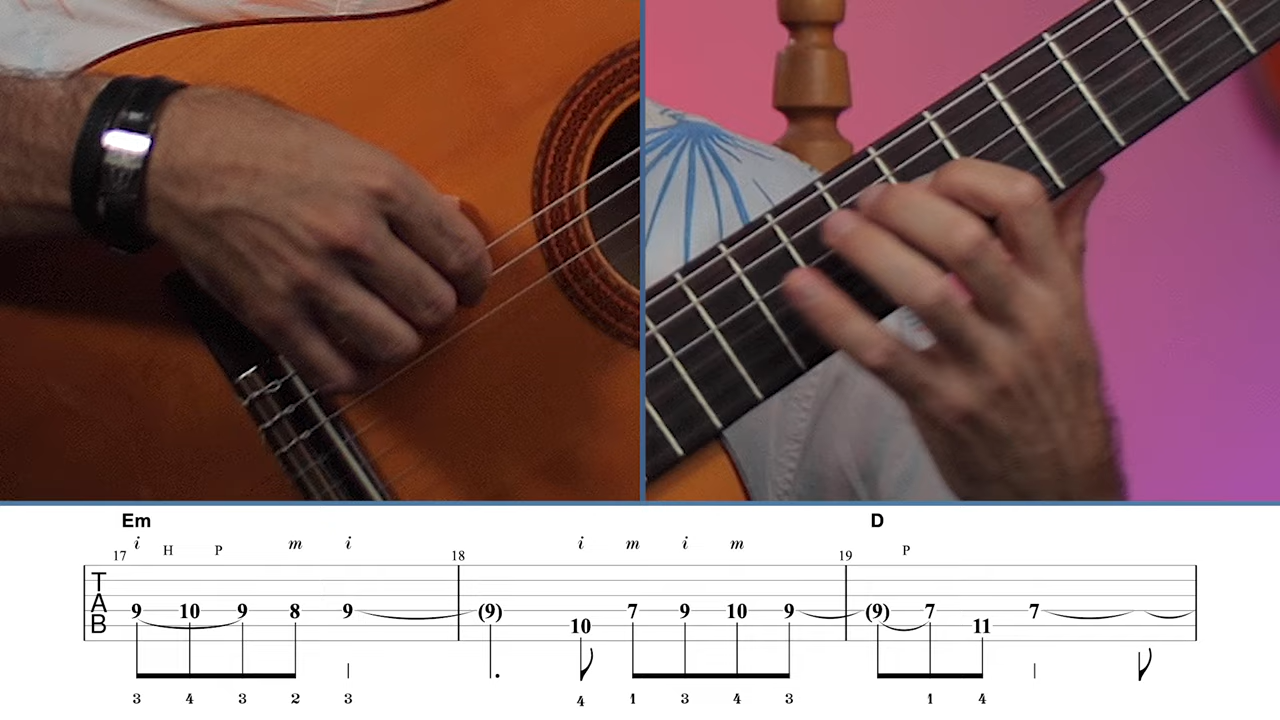 Em D
i H P m i i m i m P
17 18 19
T
A
B
9 10 9 8 9 (9) 7 9 10 9 (9) 7 7
10 11
3 4 3 2 3 4 1 3 4 3 1 4